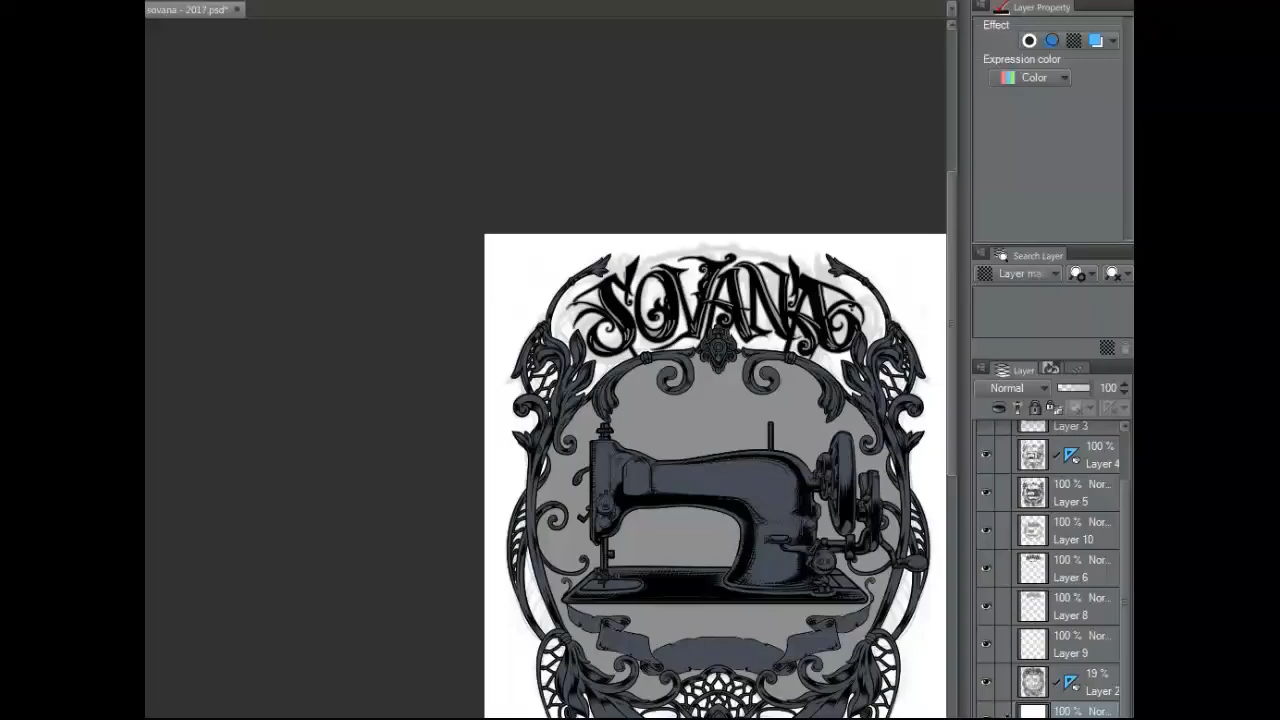 sovana - 2017.psd*
Layer Property
Effect
Expression color
Color
SOVANA
Search Layer
Layer ma
Layer
Normal
100
Layer 3
100 %
Layer 4
100 % Nor...
Layer 5
100 % Nor...
Layer 10
100 % Nor...
Layer 6
100 % Nor...
Layer 8
100 % Nor...
Layer 9
19 %
Layer 2
100 % Nor...